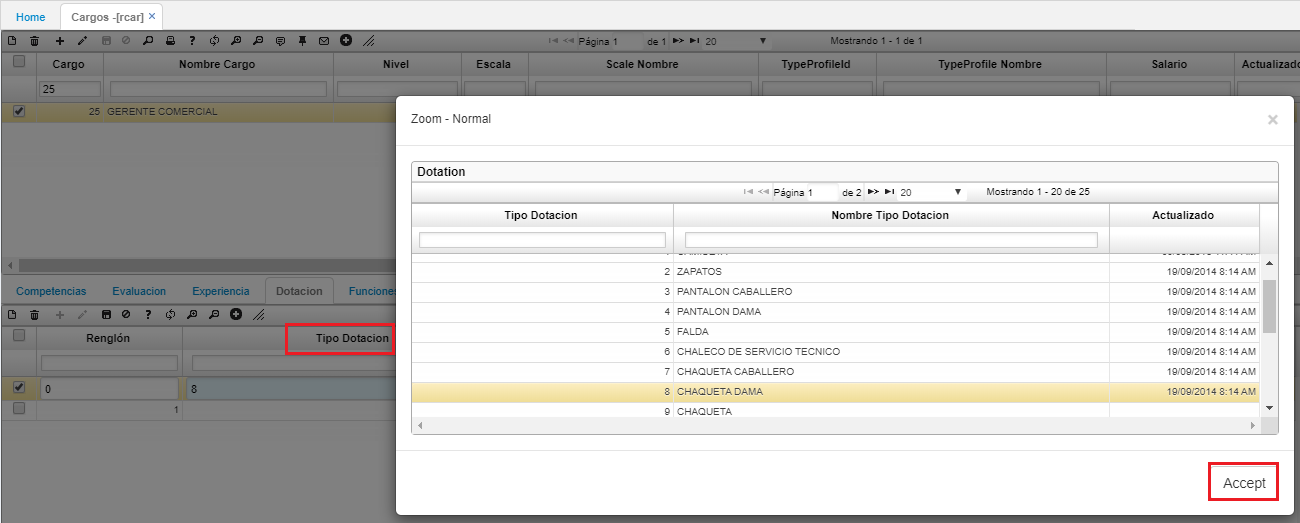 Home Cargos -[rcar] ×
Página 1 de 1 20 Mostrando 1 - 1 de 1
Cargo Nombre Cargo Nivel Escala Scale Nombre TypeProfileId TypeProfile Nombre Salario Actualizado
25
25 GERENTE COMERCIAL
Zoom - Normal ×
Dotation
Página 1 de 2 20 Mostrando 1 - 20 de 25
Tipo Dotacion Nombre Tipo Dotacion Actualizado
2 ZAPATOS 19/09/2014 8:14 AM
3 PANTALON CABALLERO 19/09/2014 8:14 AM
4 PANTALON DAMA 19/09/2014 8:14 AM
5 FALDA 19/09/2014 8:14 AM
6 CHALECO DE SERVICIO TECNICO 19/09/2014 8:14 AM
7 CHAQUETA CABALLERO 19/09/2014 8:14 AM
8 CHAQUETA DAMA 19/09/2014 8:14 AM
9 CHAQUETA
Accept
Competencias Evaluacion Experiencia Dotacion Funciones
Renglón Tipo Dotacion
0 8
1